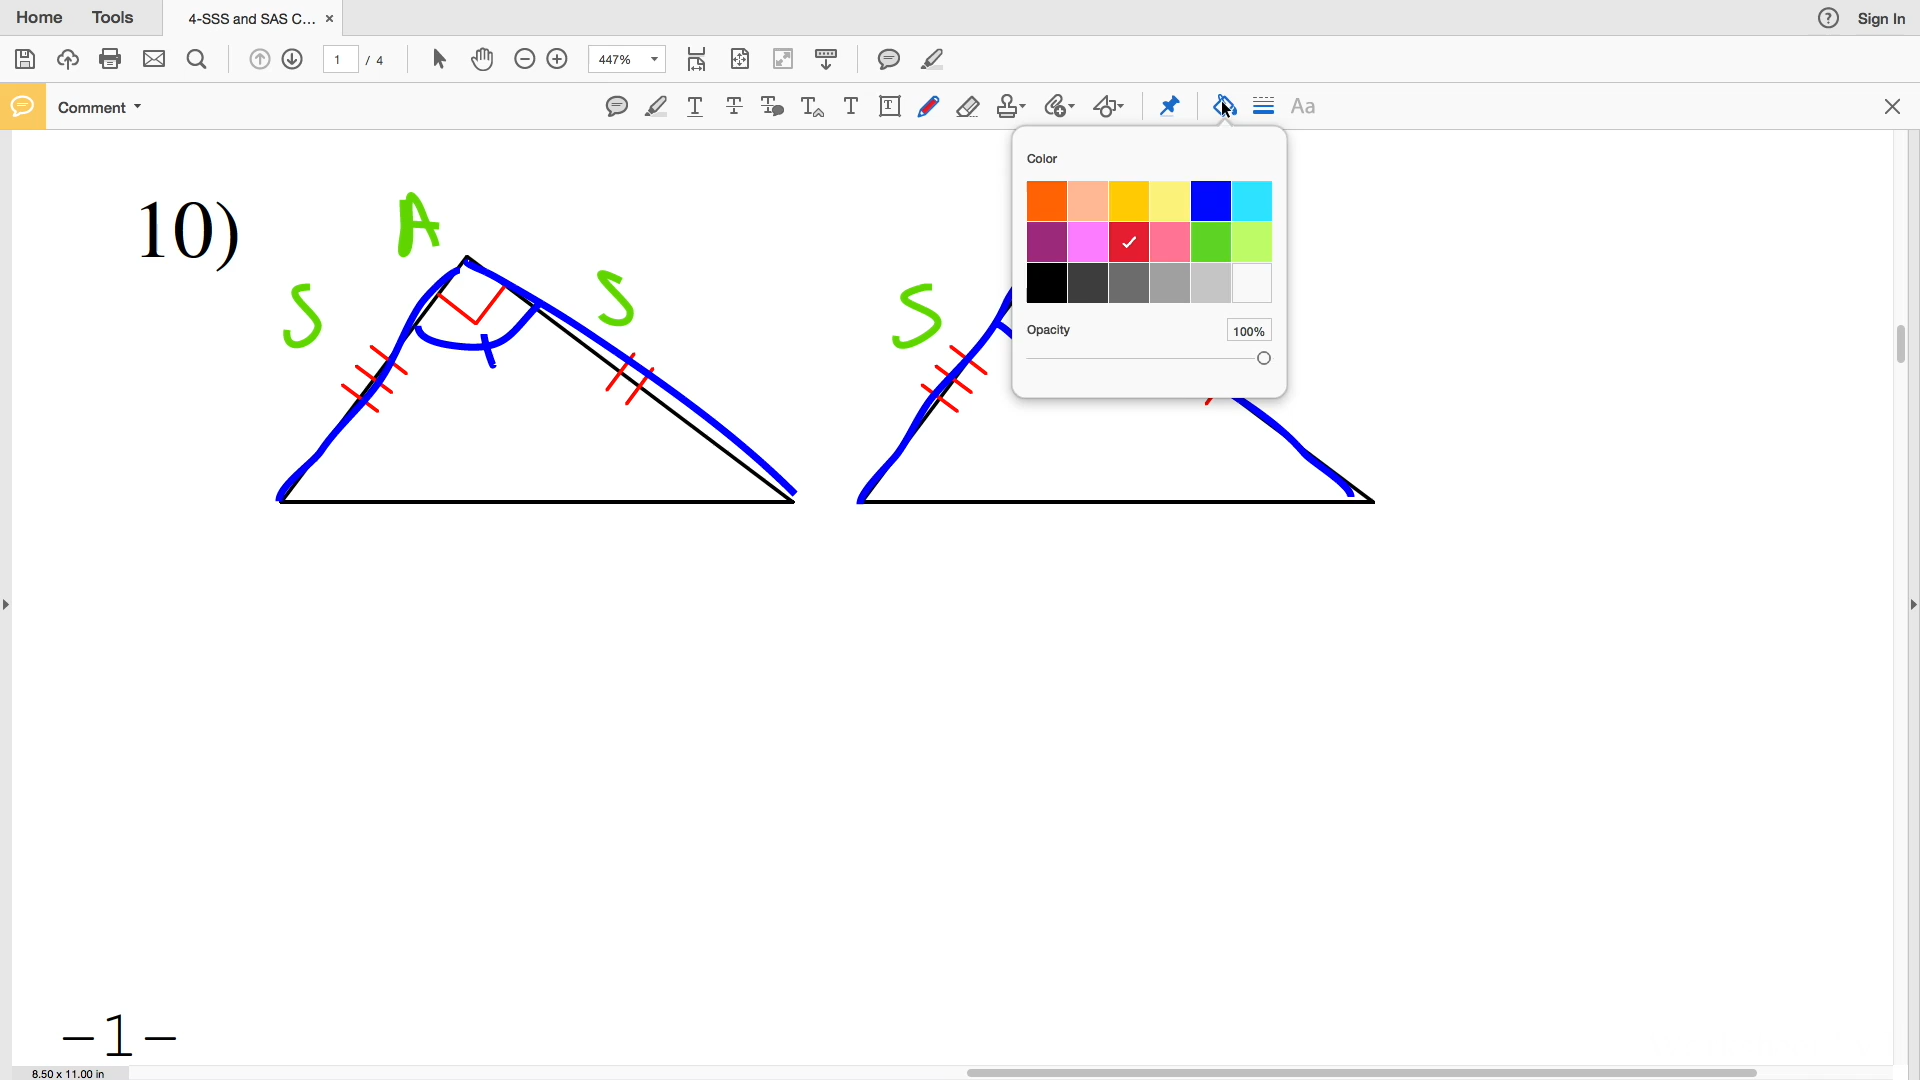 Home Tools 4-SSS and SAS C... × ? Sign In
1 / 4 447%
Comment T T T T T T Aa
Color
10) A
S S S
Opacity 100%
-1-
8.50 x 11.00 in